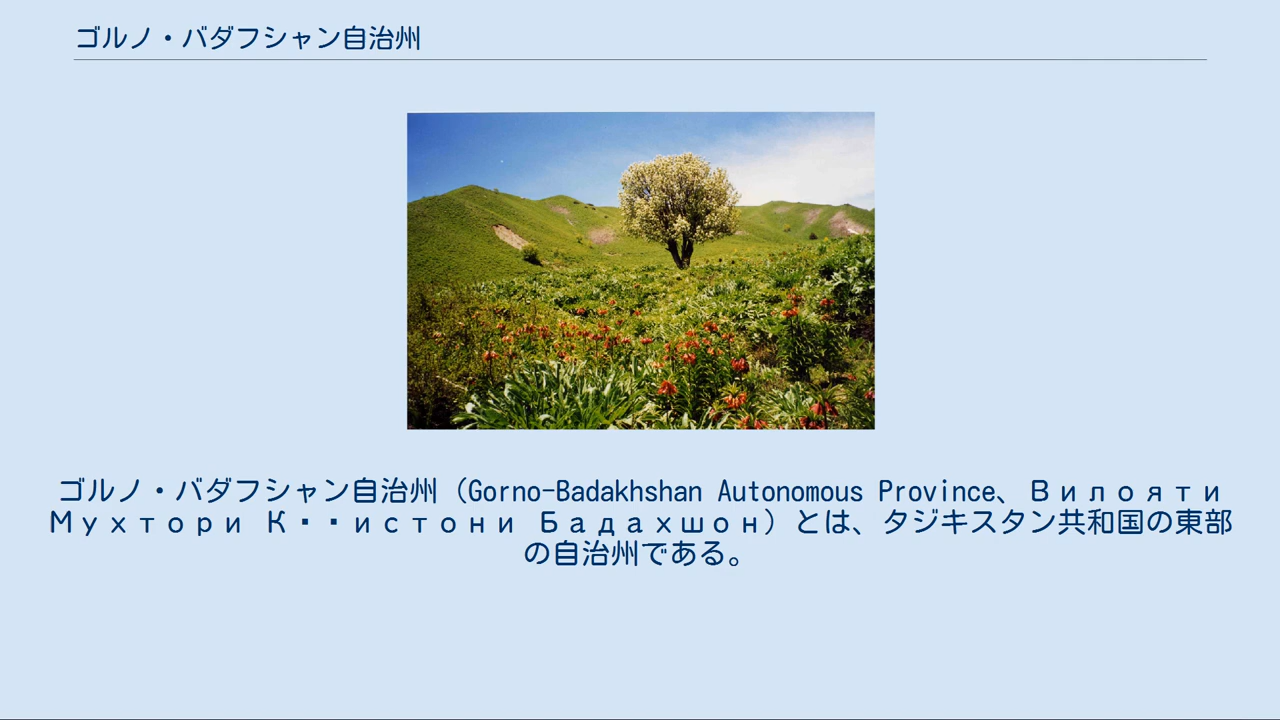 ゴルノ・バダフシャン自治州
ゴルノ・バダフシャン自治州（Gorno-Badakhshan Autonomous Province、Вилояти
Мухтори К▪▪истони Бадахшон）とは、タジキスタン共和国の東部
の自治州である。